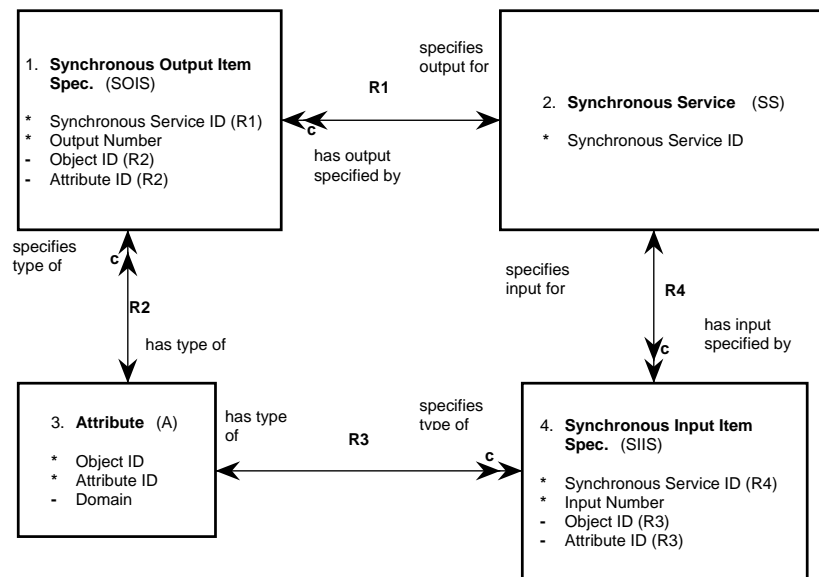 1. Synchronous Output Item
Spec. (SOIS)
* Synchronous Service ID (R1)
* Output Number
- Object ID (R2)
- Attribute ID (R2)
specifies
output for
R1
c
has output
specified by
2. Synchronous Service (SS)
* Synchronous Service ID
specifies
type of
c
R2
has type of
specifies
input for
R4
has input
specified by
c
3. Attribute (A)
* Object ID
* Attribute ID
- Domain
has type
of
R3
specifies
type of
c
4. Synchronous Input Item
Spec. (SIIS)
* Synchronous Service ID (R4)
* Input Number
- Object ID (R3)
- Attribute ID (R3)